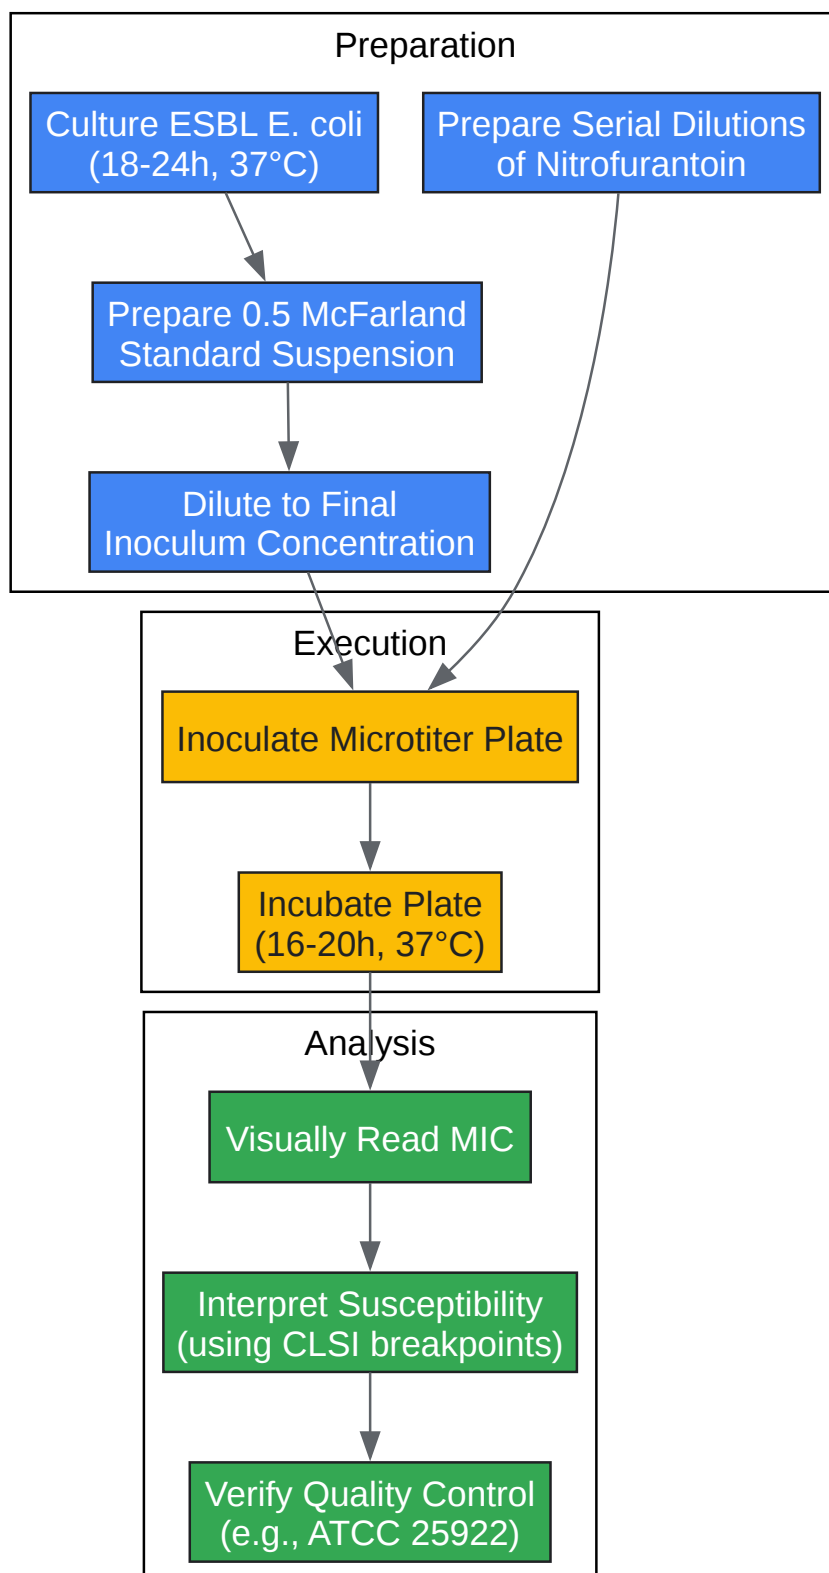 Preparation
Culture ESBL E. coli
(18-24h, 37°C)
Prepare Serial Dilutions
of Nitrofurantoin
Prepare 0.5 McFarland
Standard Suspension
Dilute to Final
Inoculum Concentration
Execution
Inoculate Microtiter Plate
Incubate Plate
(16-20h, 37°C)
Analysis
Visually Read MIC
Interpret Susceptibility
(using CLSI breakpoints)
Verify Quality Control
(e.g., ATCC 25922)